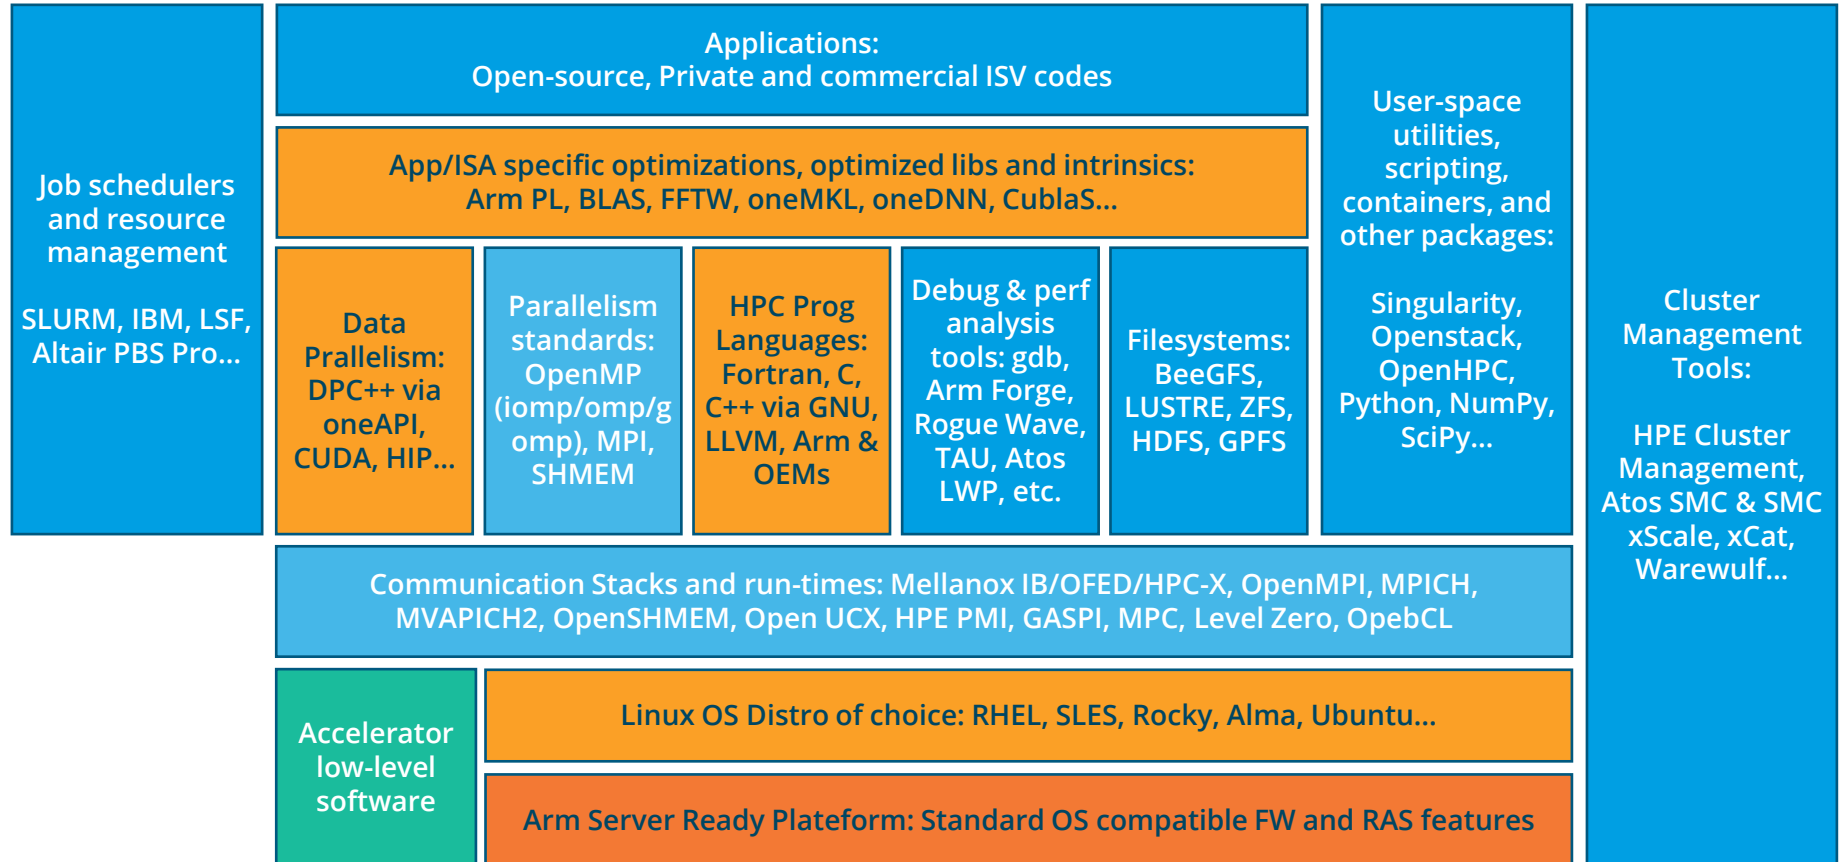 Job schedulers
and resource
management
SLURM, IBM, LSF,
Altair PBS Pro...
Applications:
Open-source, Private and commercial ISV codes
App/ISA specific optimizations, optimized libs and intrinsics:
Arm PL, BLAS, FFTW, oneMKL, oneDNN, CublaS...
Data
Prallelism:
DPC++ via
oneAPI,
CUDA, HIP...
Parallelism
standards:
OpenMP
(iomp/omp/g
omp), MPI,
SHMEM
HPC Prog
Languages:
Fortran, C,
C++ via GNU,
LLVM, Arm &
OEMs
Debug & perf
analysis
tools: gdb,
Arm Forge,
Rogue Wave,
TAU, Atos
LWP, etc.
Filesystems:
BeeGFS,
LUSTRE, ZFS,
HDFS, GPFS
User-space
utilities,
scripting,
containers, and
other packages:
Singularity,
Openstack,
OpenHPC,
Python, NumPy,
SciPy...
Cluster
Management
Tools:
HPE Cluster
Management,
Atos SMC & SMC
xScale, xCat,
Warewulf...
Communication Stacks and run-times: Mellanox IB/OFED/HPC-X, OpenMPI, MPICH,
MVAPICH2, OpenSHMEM, Open UCX, HPE PMI, GASPI, MPC, Level Zero, OpebCL
Accelerator
low-level
software
Linux OS Distro of choice: RHEL, SLES, Rocky, Alma, Ubuntu...
Arm Server Ready Plateform: Standard OS compatible FW and RAS features